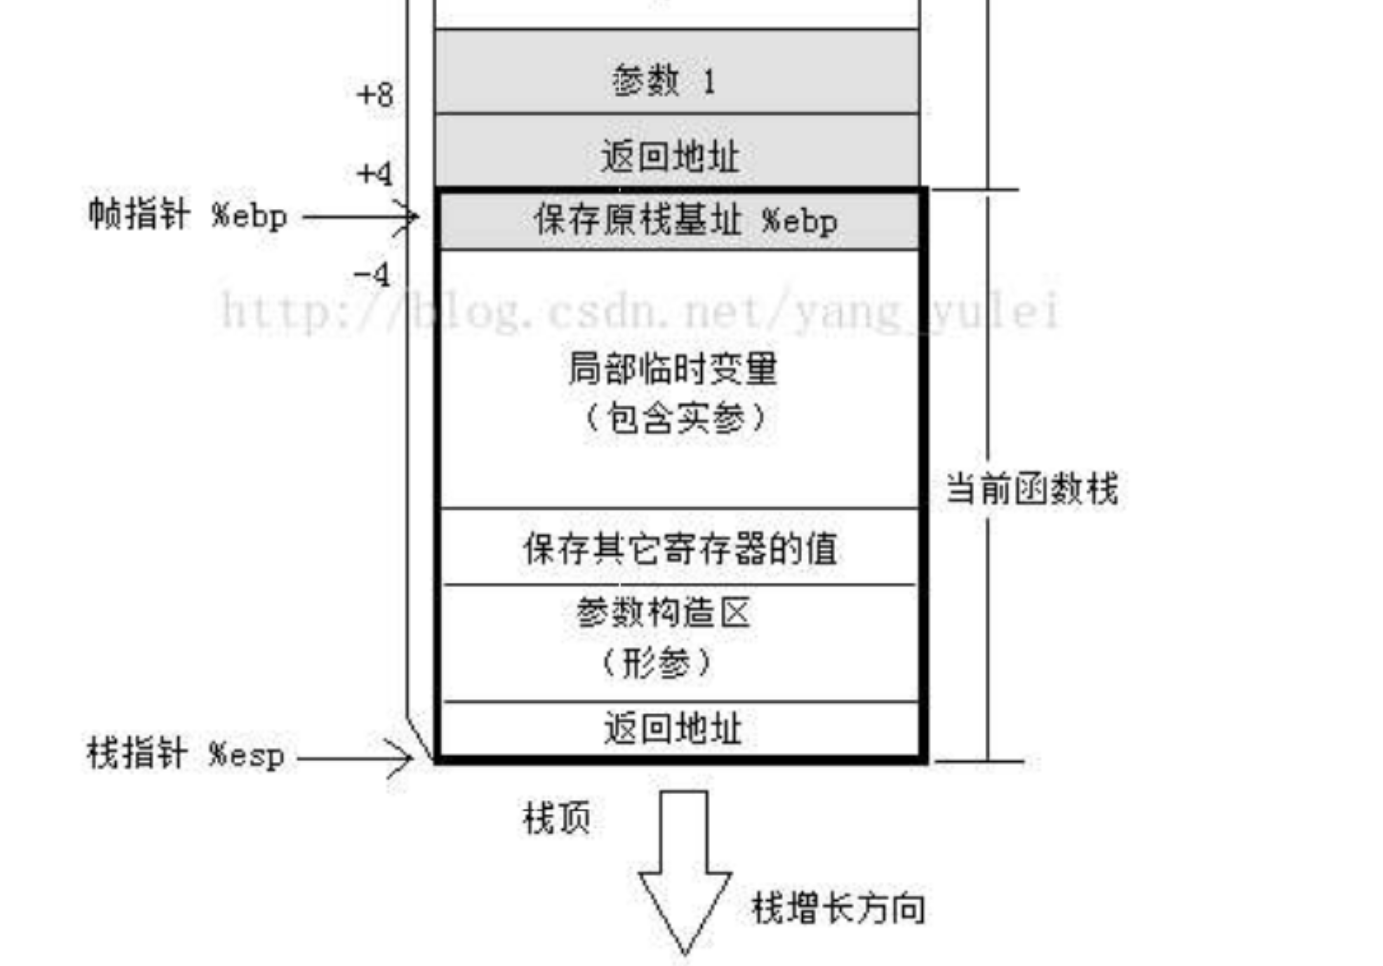 参数 1
+8
返回地址
+4
帧指针 %ebp
保存原栈基址 %ebp
-4
http://blog.csdn.net/yang_yulei
局部临时变量
（包含实参）
当前函数栈
保存其它寄存器的值
参数构造区
（形参）
返回地址
栈指针 %esp
栈顶
栈增长方向